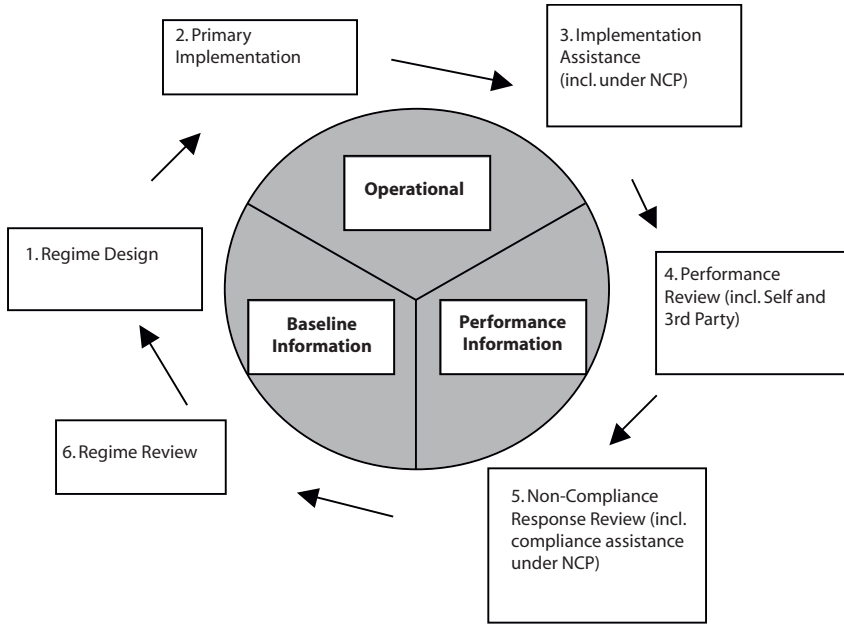 2. Primary
Implementation
3. Implementation
Assistance
(incl. under NCP)
Operational
1. Regime Design
4. Performance
Review (incl. Self and
3rd Party)
Baseline
Information
Performance
Information
6. Regime Review
5. Non-Compliance
Response Review (incl.
compliance assistance
under NCP)